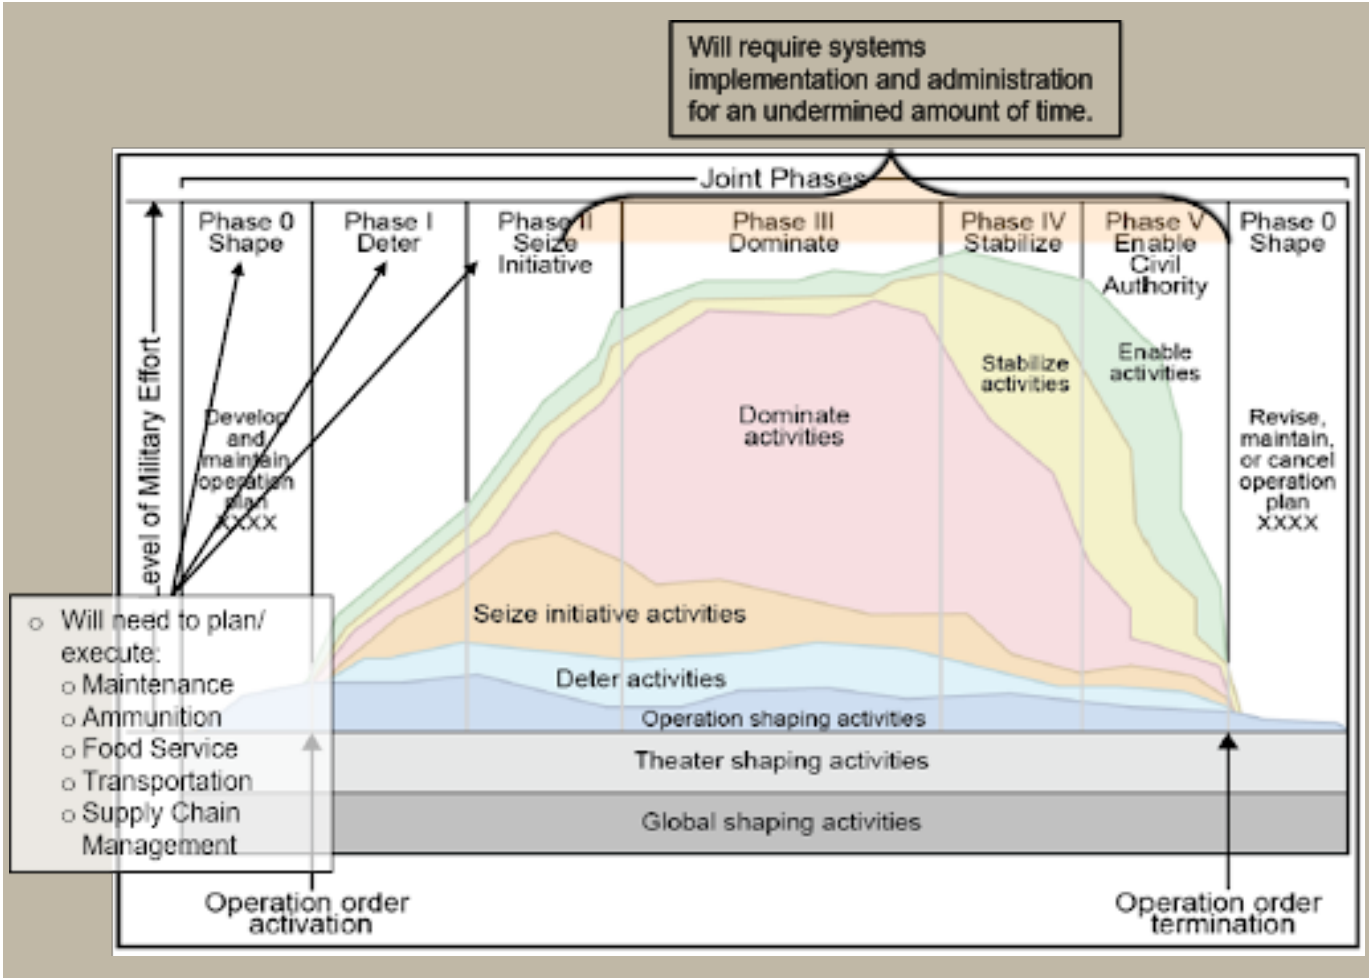 Will require systems
implementation and administration
for an undermined amount of time.
Joint Phases
Phase 0
Shape
Phase I
Deter
Phase II
Seize
Initiative
Phase III
Dominate
Phase IV
Stabilize
Phase V
Enable
Civil
Authority
Phase 0
Shape
Level of Military Effort
Develop
and
maintain
operation
plan
XXXX
Stabilize
activities
Enable
activities
Dominate
activities
Revise,
maintain,
or cancel
operation
plan
XXXX
Seize initiative activities
Deter activities
Operation shaping activities
Theater shaping activities
Global shaping activities
○ Will need to plan/
execute:
○ Maintenance
○ Ammunition
○ Food Service
○ Transportation
○ Supply Chain
Management
Operation order
activation
Operation order
termination